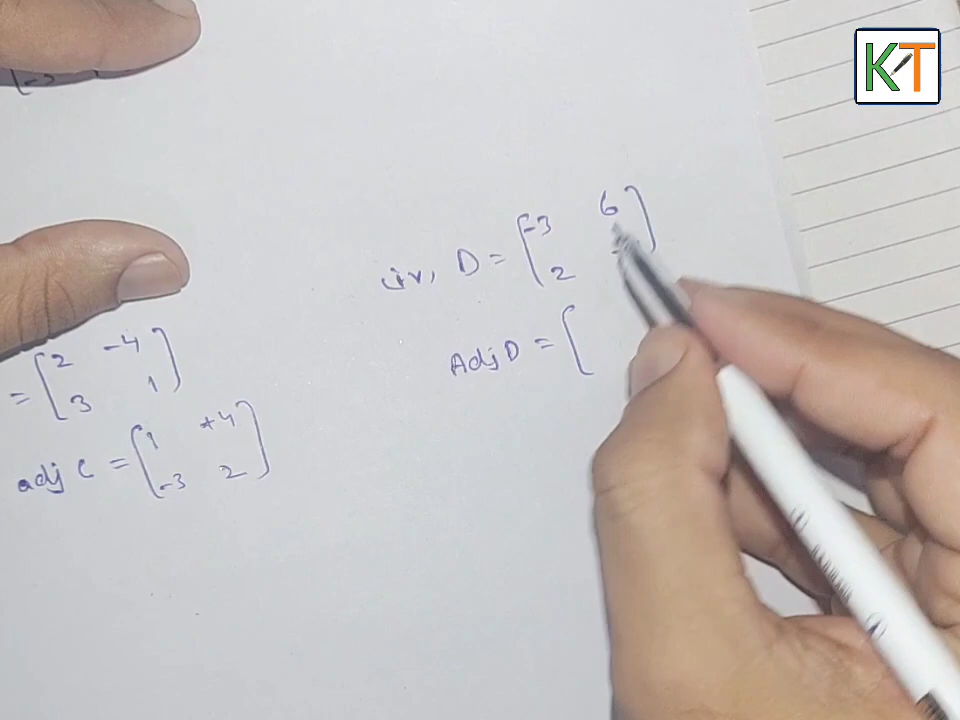 KT
= [2 -4
3 1]
adj C = [1 +4
-3 2]
iv, D = [-3 6
2
Adj D = [